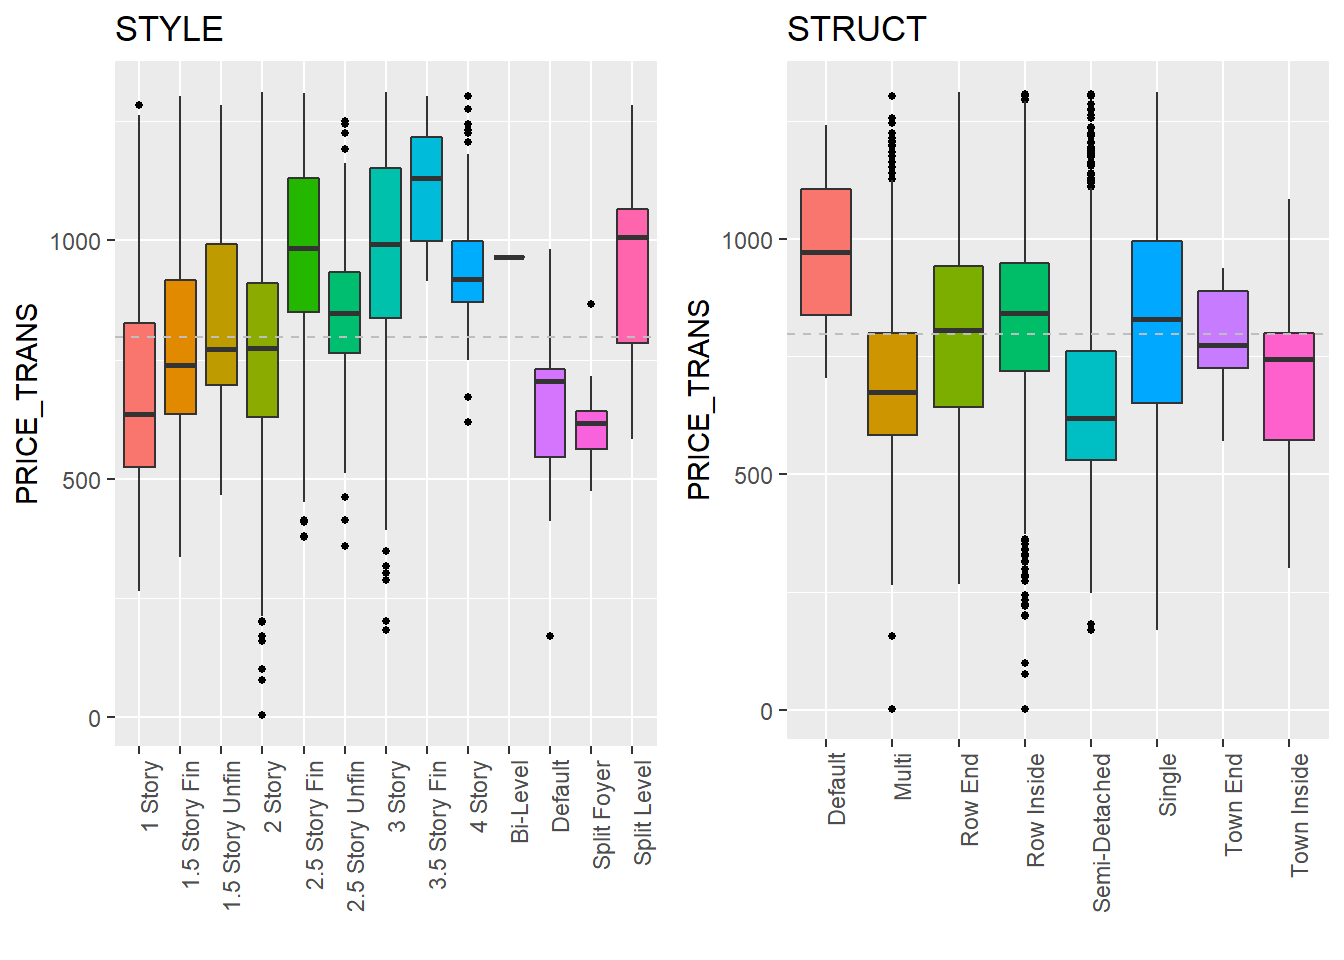 STYLE
PRICE_TRANS
1000
500
0
1 Story
1.5 Story Fin
1.5 Story Unfin
2 Story
2.5 Story Fin
2.5 Story Unfin
3 Story
3.5 Story Fin
4 Story
Bi-Level
Default
Split Foyer
Split Level
STRUCT
PRICE_TRANS
1000
500
0
Default
Multi
Row End
Row Inside
Semi-Detached
Single
Town End
Town Inside